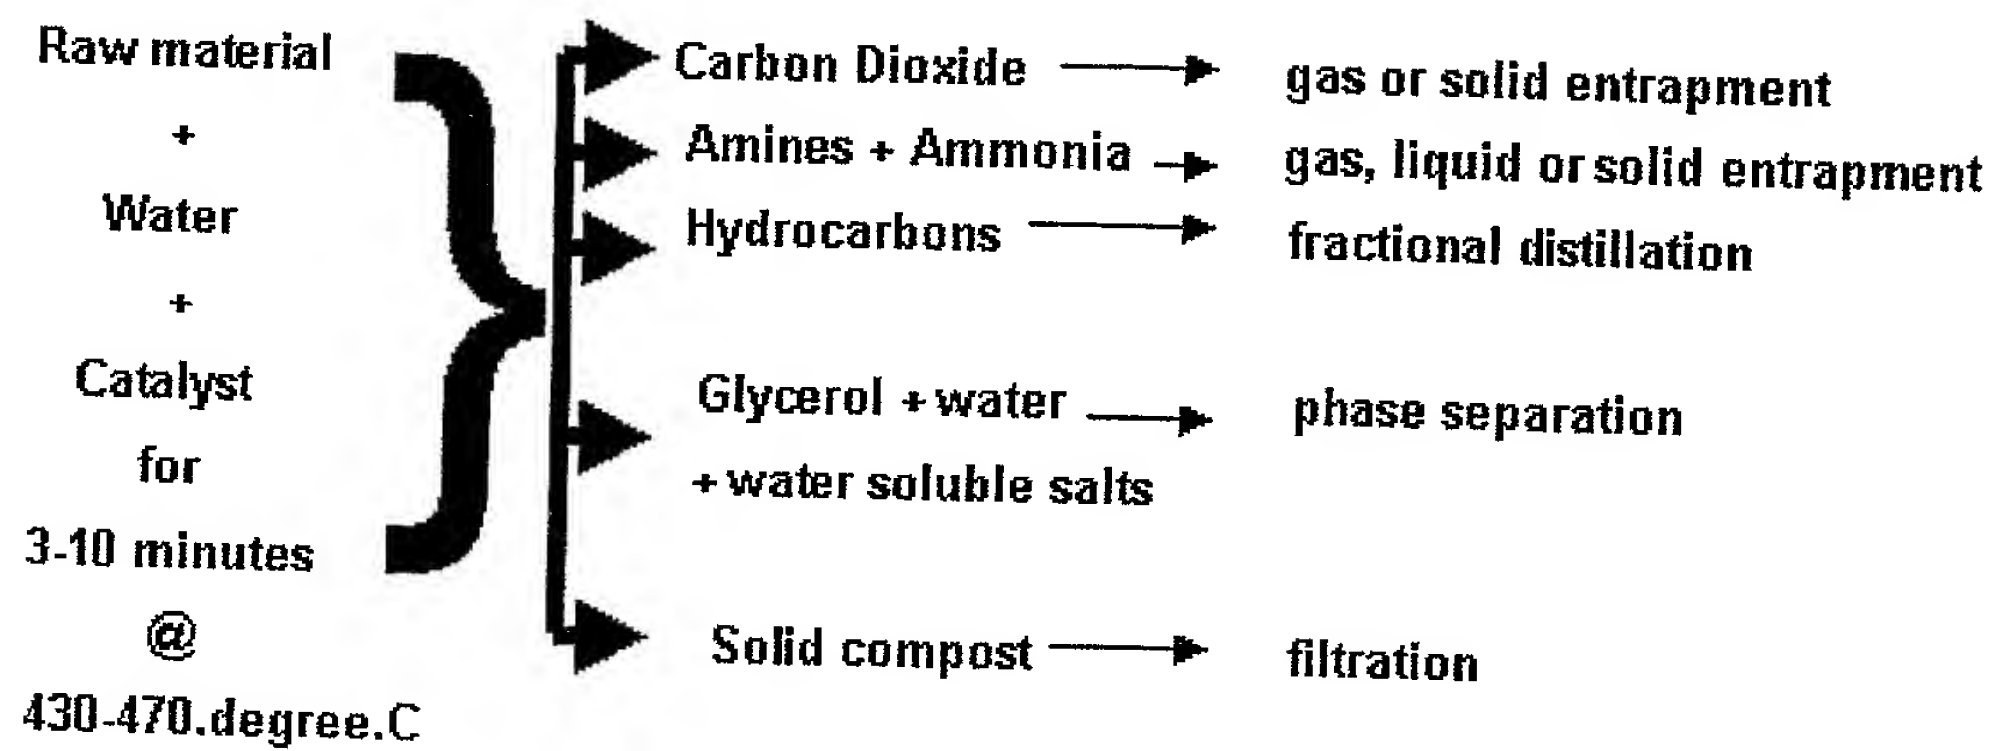 Raw material
+
Water
+
Catalyst
for
3-10 minutes
@
430-470.degree.C
Carbon Dioxide
gas or solid entrapment
Amines + Ammonia
gas, liquid or solid entrapment
Hydrocarbons
fractional distillation
Glycerol + water
+ water soluble salts
phase separation
Solid compost
filtration